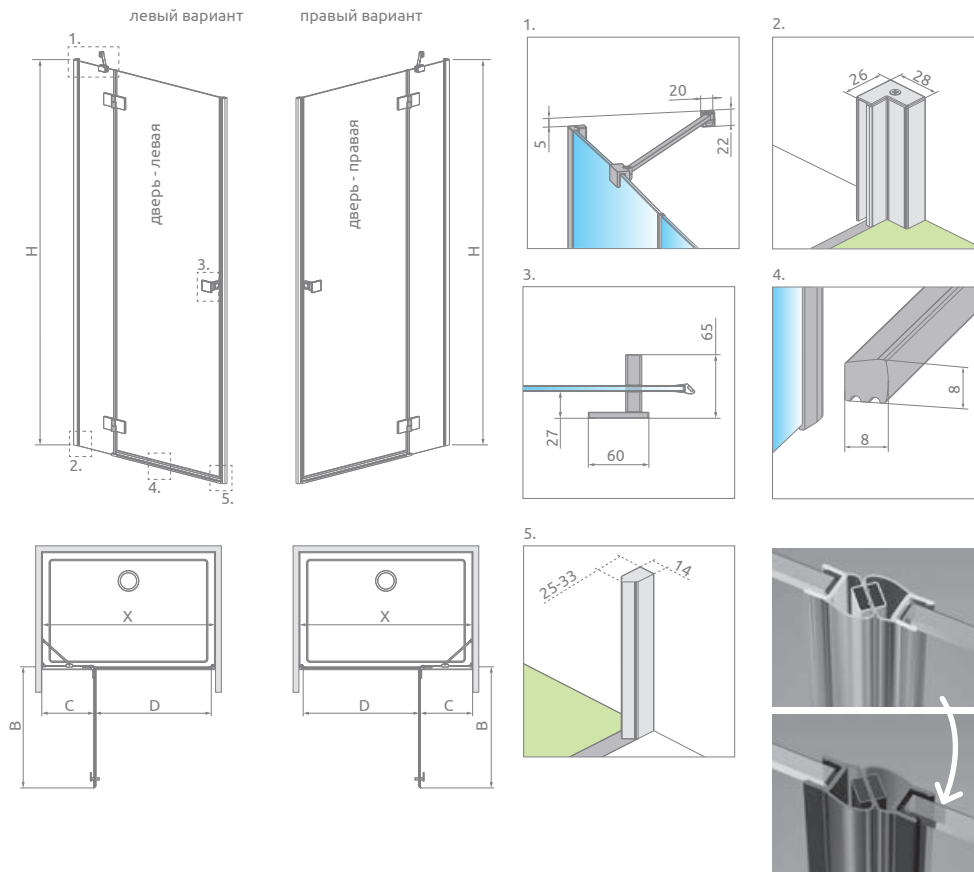 левый вариант
правый вариант
1.
дверь - левая
H
3.
2.
4.
5.
дверь - правая
H
1.
20
5
22
2.
26
28
3.
65
27
60
4.
8
8
X
C
D
B
X
D
C
B
5.
25-33
14